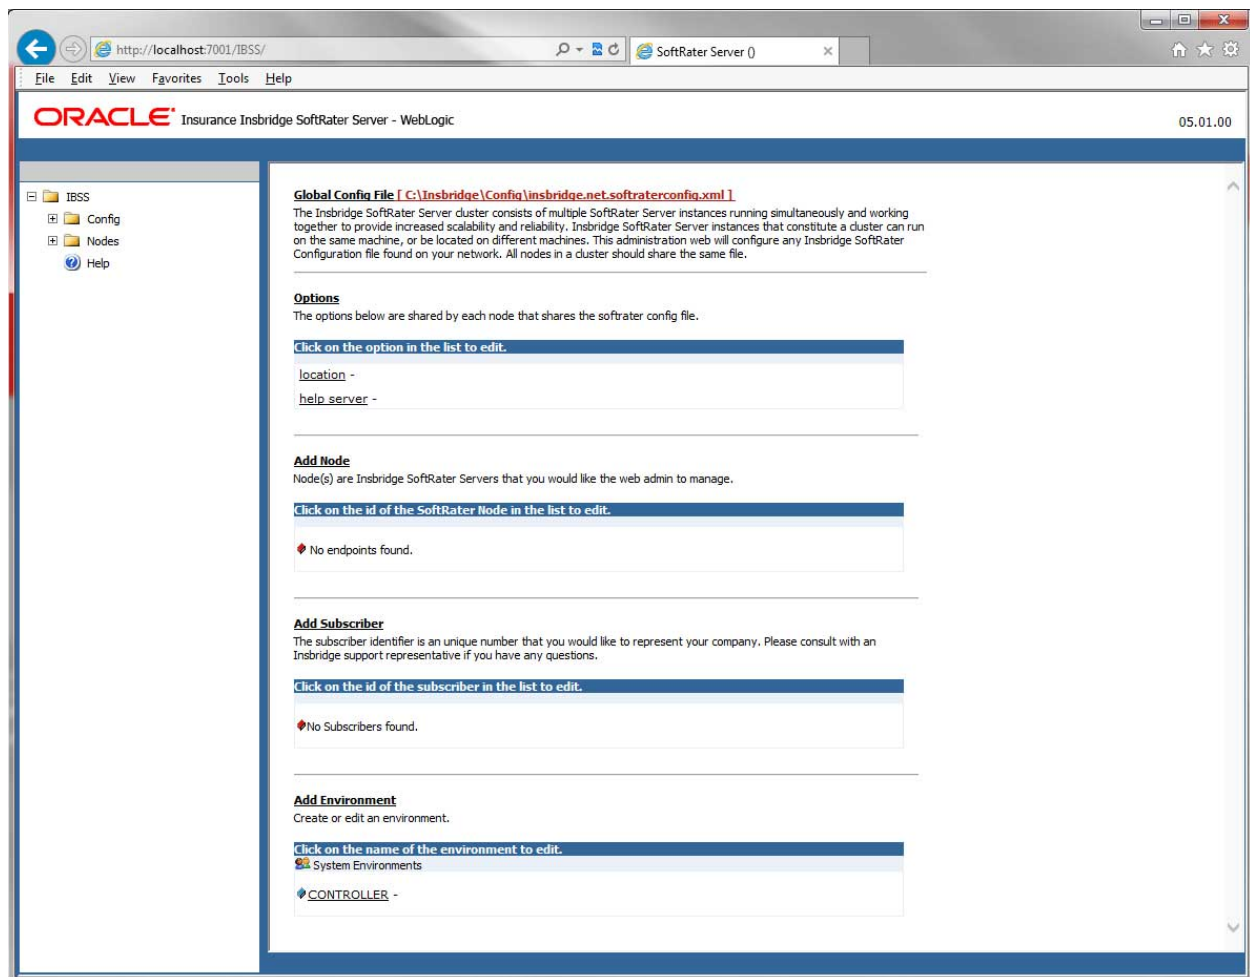 http://localhost:7001/IBSS/
SoftRater Server ()
File Edit View Favorites Tools Help
ORACLE Insurance Insbridge SoftRater Server - WebLogic
05.01.00
IBSS
Config
Nodes
Help
Global Config File [ C:\Insbridge\Config\insbridge.net.softraterconfig.xml ]
The Insbridge SoftRater Server cluster consists of multiple SoftRater Server instances running simultaneously and working
together to provide increased scalability and reliability. Insbridge SoftRater Server instances that constitute a cluster can run
on the same machine, or be located on different machines. This administration web will configure any Insbridge SoftRater
Configuration file found on your network. All nodes in a cluster should share the same file.
Options
The options below are shared by each node that shares the softrater config file.
Click on the option in the list to edit.
location -
help server -
Add Node
Node(s) are Insbridge SoftRater Servers that you would like the web admin to manage.
Click on the id of the SoftRater Node in the list to edit.
No endpoints found.
Add Subscriber
The subscriber identifier is an unique number that you would like to represent your company. Please consult with an
Insbridge support representative if you have any questions.
Click on the id of the subscriber in the list to edit.
No Subscribers found.
Add Environment
Create or edit an environment.
Click on the name of the environment to edit.
System Environments
CONTROLLER -